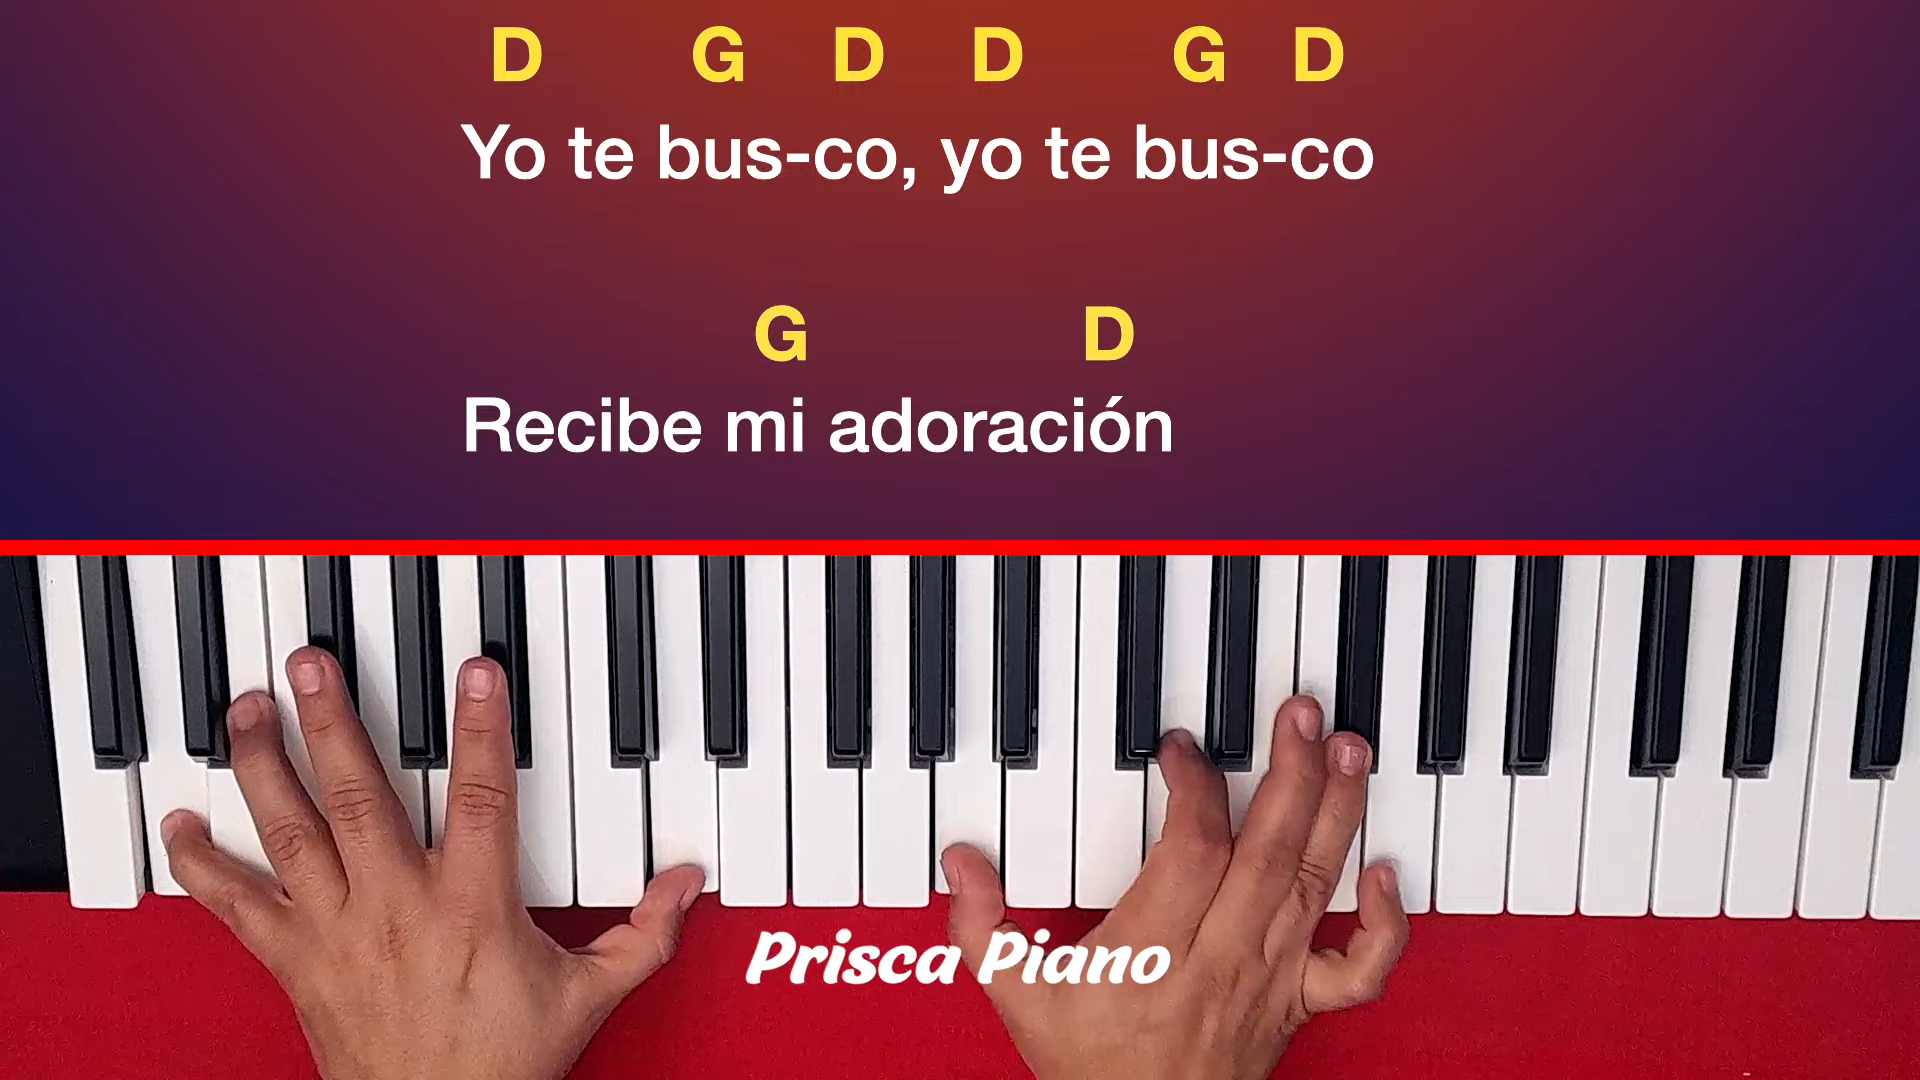 D G D D G D
Yo te bus-co, yo te bus-co
G D
Recibe mi adoración
Prisca Piano